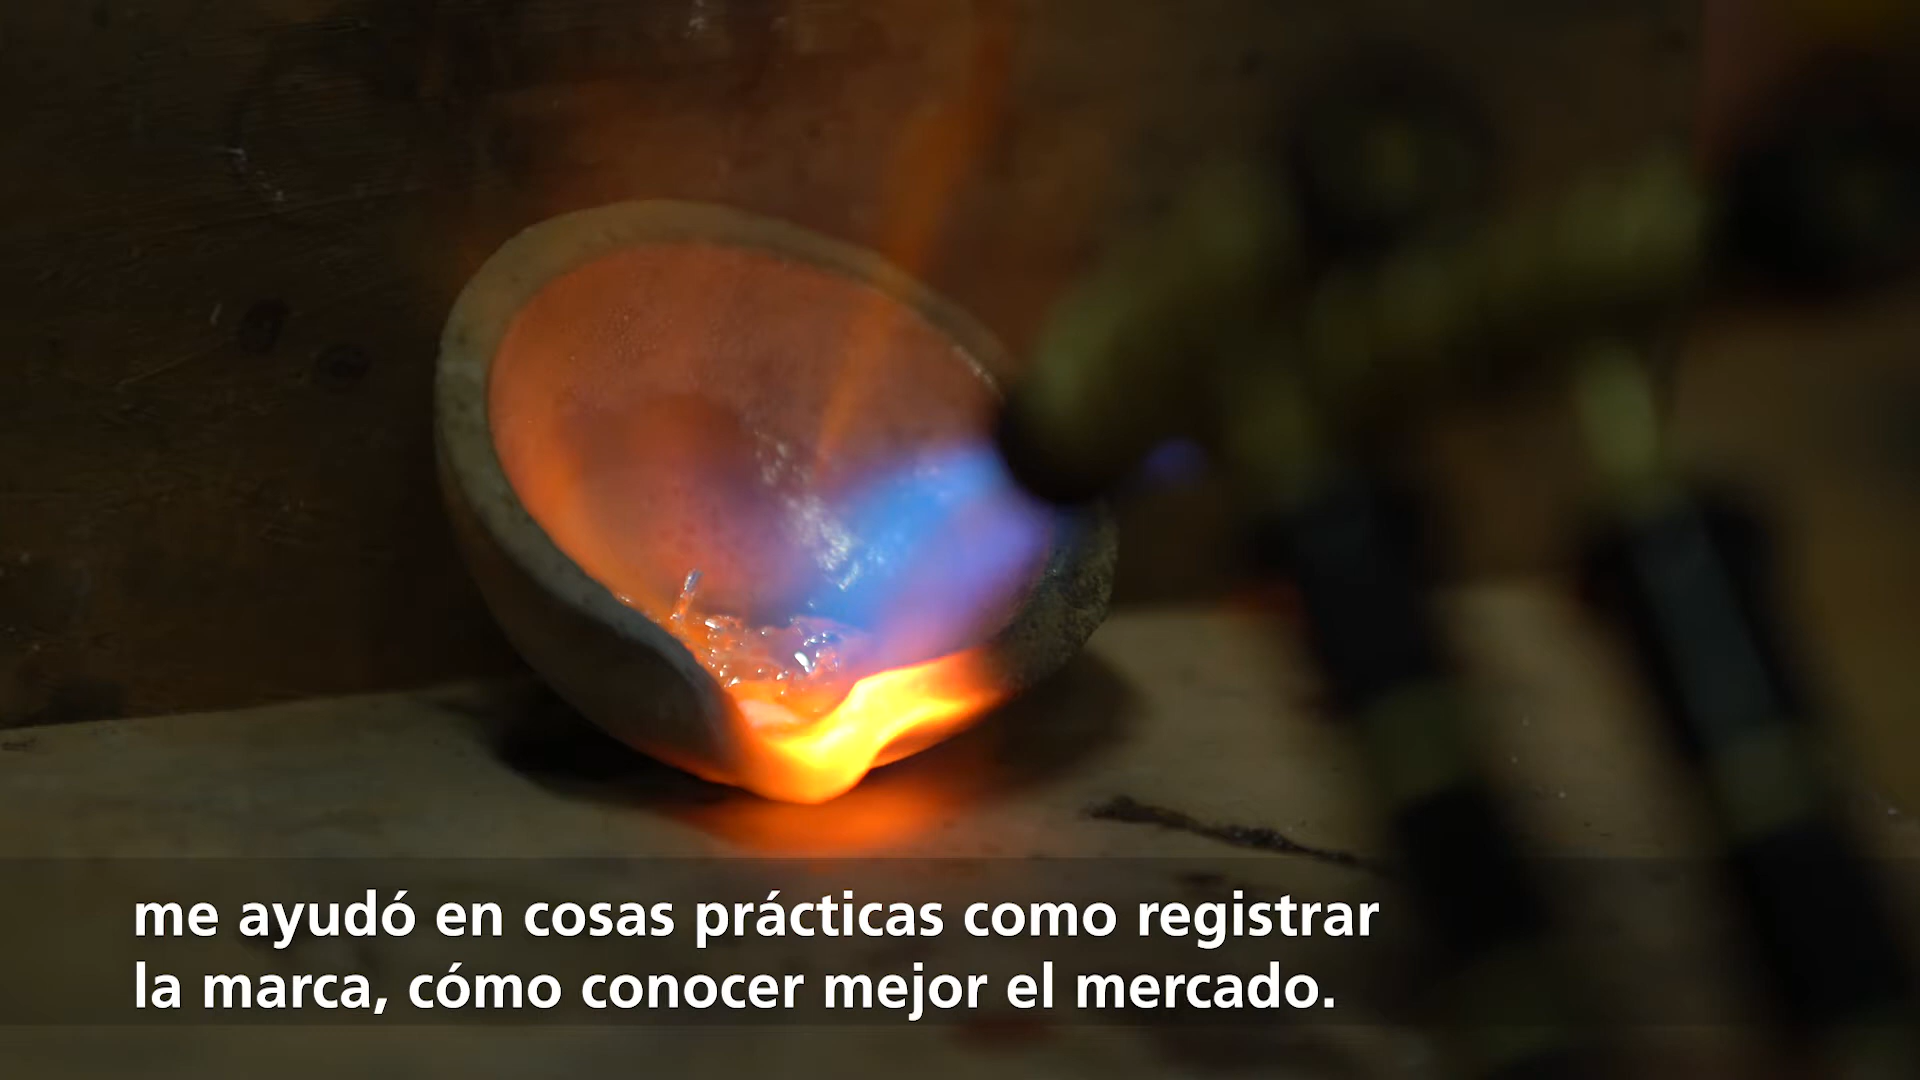 me ayudó en cosas prácticas como registrar
la marca, cómo conocer mejor el mercado.